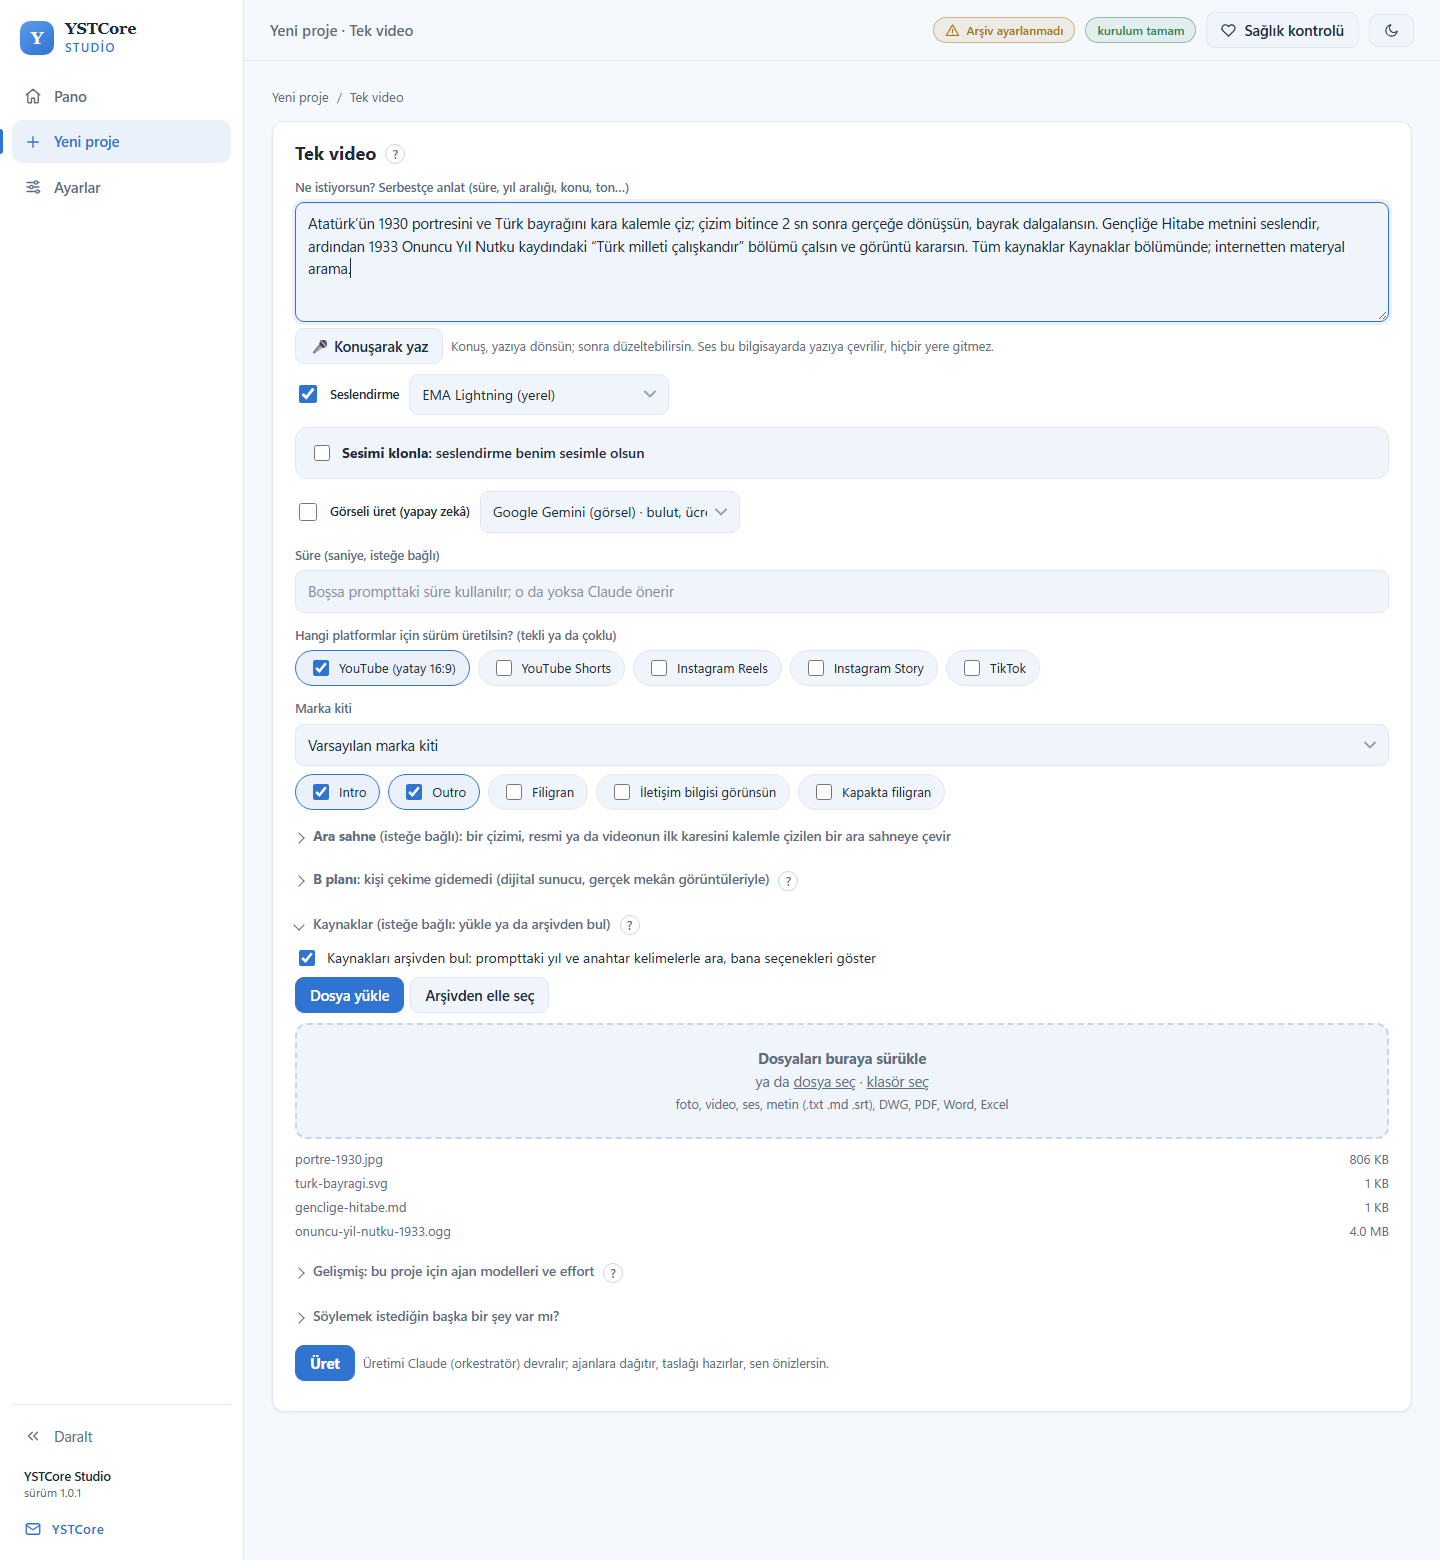 Y YSTCore
STUDİO
Pano
Yeni proje
Ayarlar
Yeni proje · Tek video
Arşiv ayarlanmadı
kurulum tamam
Sağlık kontrolü
Yeni proje / Tek video
Tek video ?
Ne istiyorsun? Serbestçe anlat (süre, yıl aralığı, konu, ton...)
Atatürk’ün 1930 portresini ve Türk bayrağını kara kalemle çiz; çizim bitince 2 sn sonra gerçeğe dönüşsün, bayrak dalgalansın. Gençliğe Hitabe metnini seslendir,
ardından 1933 Onuncu Yıl Nutku kaydındaki “Türk milleti çalışkandır” bölümü çalsın ve görüntü kararsın. Tüm kaynaklar Kaynaklar bölümünde; internetten materyal
arama.
Konuşarak yaz
Konuş, yazıya dönsün; sonra düzeltebilirsin. Ses bu bilgisayarda yazıya çevrilir, hiçbir yere gitmez.
Seslendirme
EMA Lightning (yerel)
Sesimi klonla: seslendirme benim sesimle olsun
Görseli üret (yapay zekâ)
Google Gemini (görsel) · bulut, ücr
Süre (saniye, isteğe bağlı)
Boşsa prompttaki süre kullanılır; o da yoksa Claude önerir
Hangi platformlar için sürüm üretilsin? (tekli ya da çoklu)
YouTube (yatay 16:9)
YouTube Shorts
Instagram Reels
Instagram Story
TikTok
Marka kiti
Varsayılan marka kiti
Intro
Outro
Filigran
İletişim bilgisi görünsün
Kapakta filigran
Ara sahne (isteğe bağlı): bir çizimi, resmi ya da videonun ilk karesini kalemle çizilen bir ara sahneye çevir
B planı: kişi çekime gidemedi (dijital sunucu, gerçek mekân görüntüleriyle) ?
Kaynaklar (isteğe bağlı: yükle ya da arşivden bul) ?
Kaynakları arşivden bul: prompttaki yıl ve anahtar kelimelerle ara, bana seçenekleri göster
Dosya yükle
Arşivden elle seç
Dosyaları buraya sürükle
ya da dosya seç · klasör seç
foto, video, ses, metin (.txt .md .srt), DWG, PDF, Word, Excel
portre-1930.jpg 806 KB
turk-bayragi.svg 1 KB
genclige-hitabe.md 1 KB
onuncu-yil-nutku-1933.ogg 4.0 MB
Gelişmiş: bu proje için ajan modelleri ve effort ?
Söylemek istediğin başka bir şey var mı?
Üret
Üretimi Claude (orkestratör) devralır; ajanlara dağıtır, taslağı hazırlar, sen önizlersin.
Daralt
YSTCore Studio
sürüm 1.0.1
YSTCore